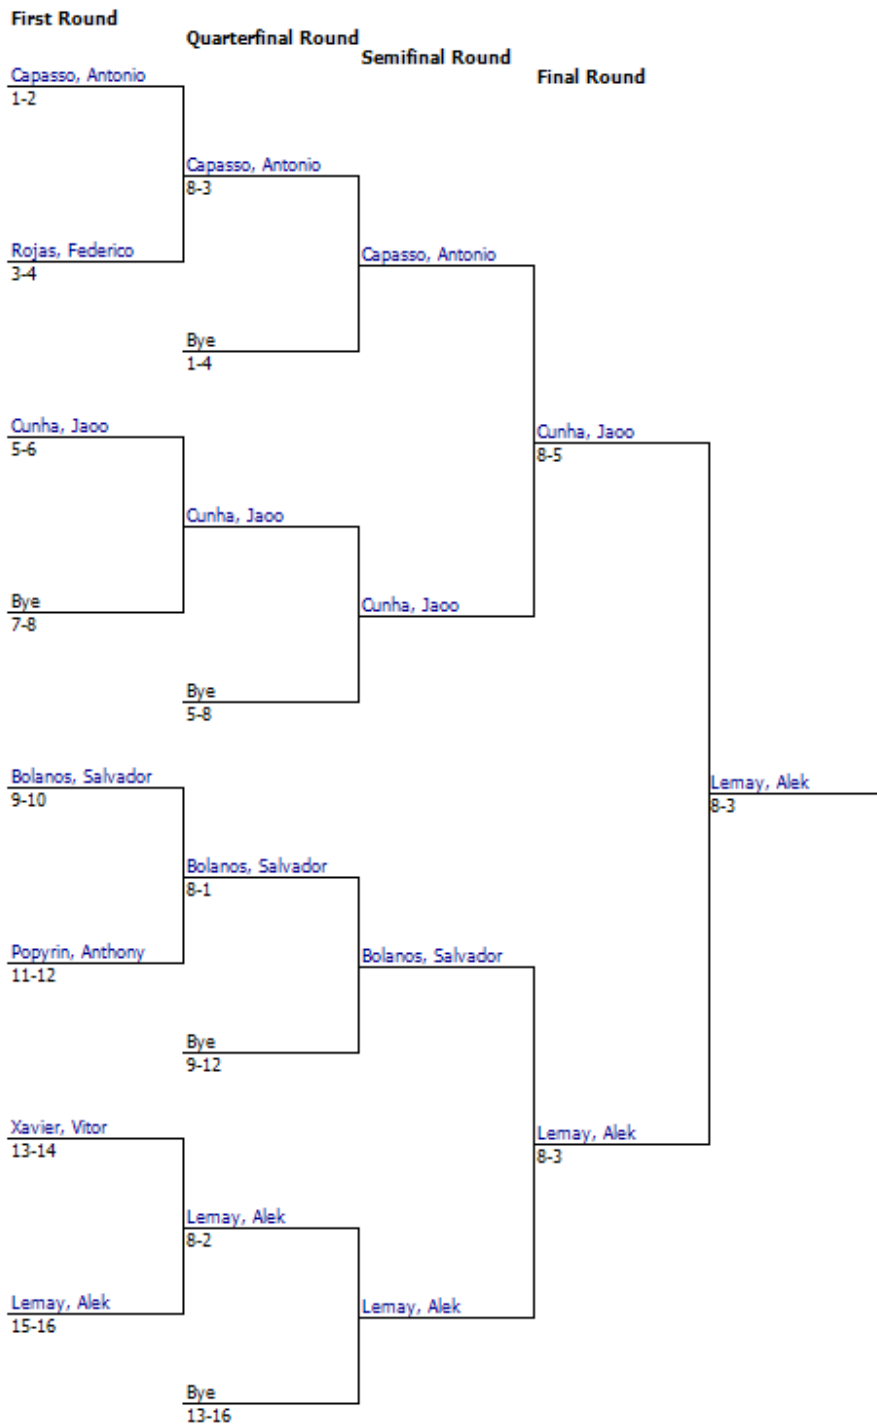 First Round
Quarterfinal Round
Semifinal Round
Final Round
Capasso, Antonio
1-2
Capasso, Antonio
8-3
Rojas, Federico
3-4
Capasso, Antonio
Bye
1-4
Cunha, Jaoo
5-6
Cunha, Jaoo
8-5
Cunha, Jaoo
Bye
7-8
Cunha, Jaoo
Bye
5-8
Bolanos, Salvador
9-10
Lemay, Alek
8-3
Bolanos, Salvador
8-1
Popyrin, Anthony
11-12
Bolanos, Salvador
Bye
9-12
Xavier, Vitor
13-14
Lemay, Alek
8-3
Lemay, Alek
8-2
Lemay, Alek
15-16
Lemay, Alek
Bye
13-16